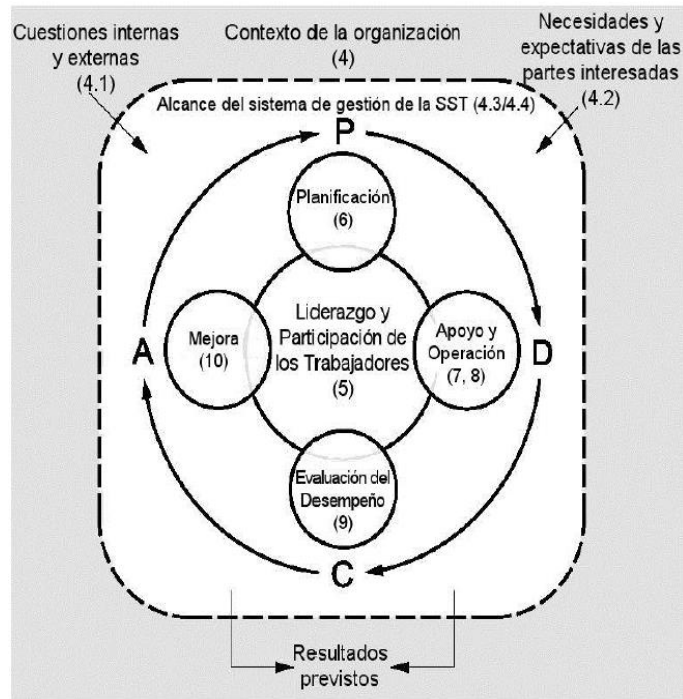 Cuestiones internas
y externas
(4.1)
Contexto de la organización
(4)
Necesidades y
expectativas de las
partes interesadas
(4.2)
Alcance del sistema de gestión de la SST (4.3/4.4)
P
Planificación
(6)
A
Mejora
(10)
Liderazgo y
Participación de
los Trabajadores
(5)
Apoyo y
Operación
(7, 8)
D
Evaluación del
Desempeño
(9)
C
Resultados
previstos